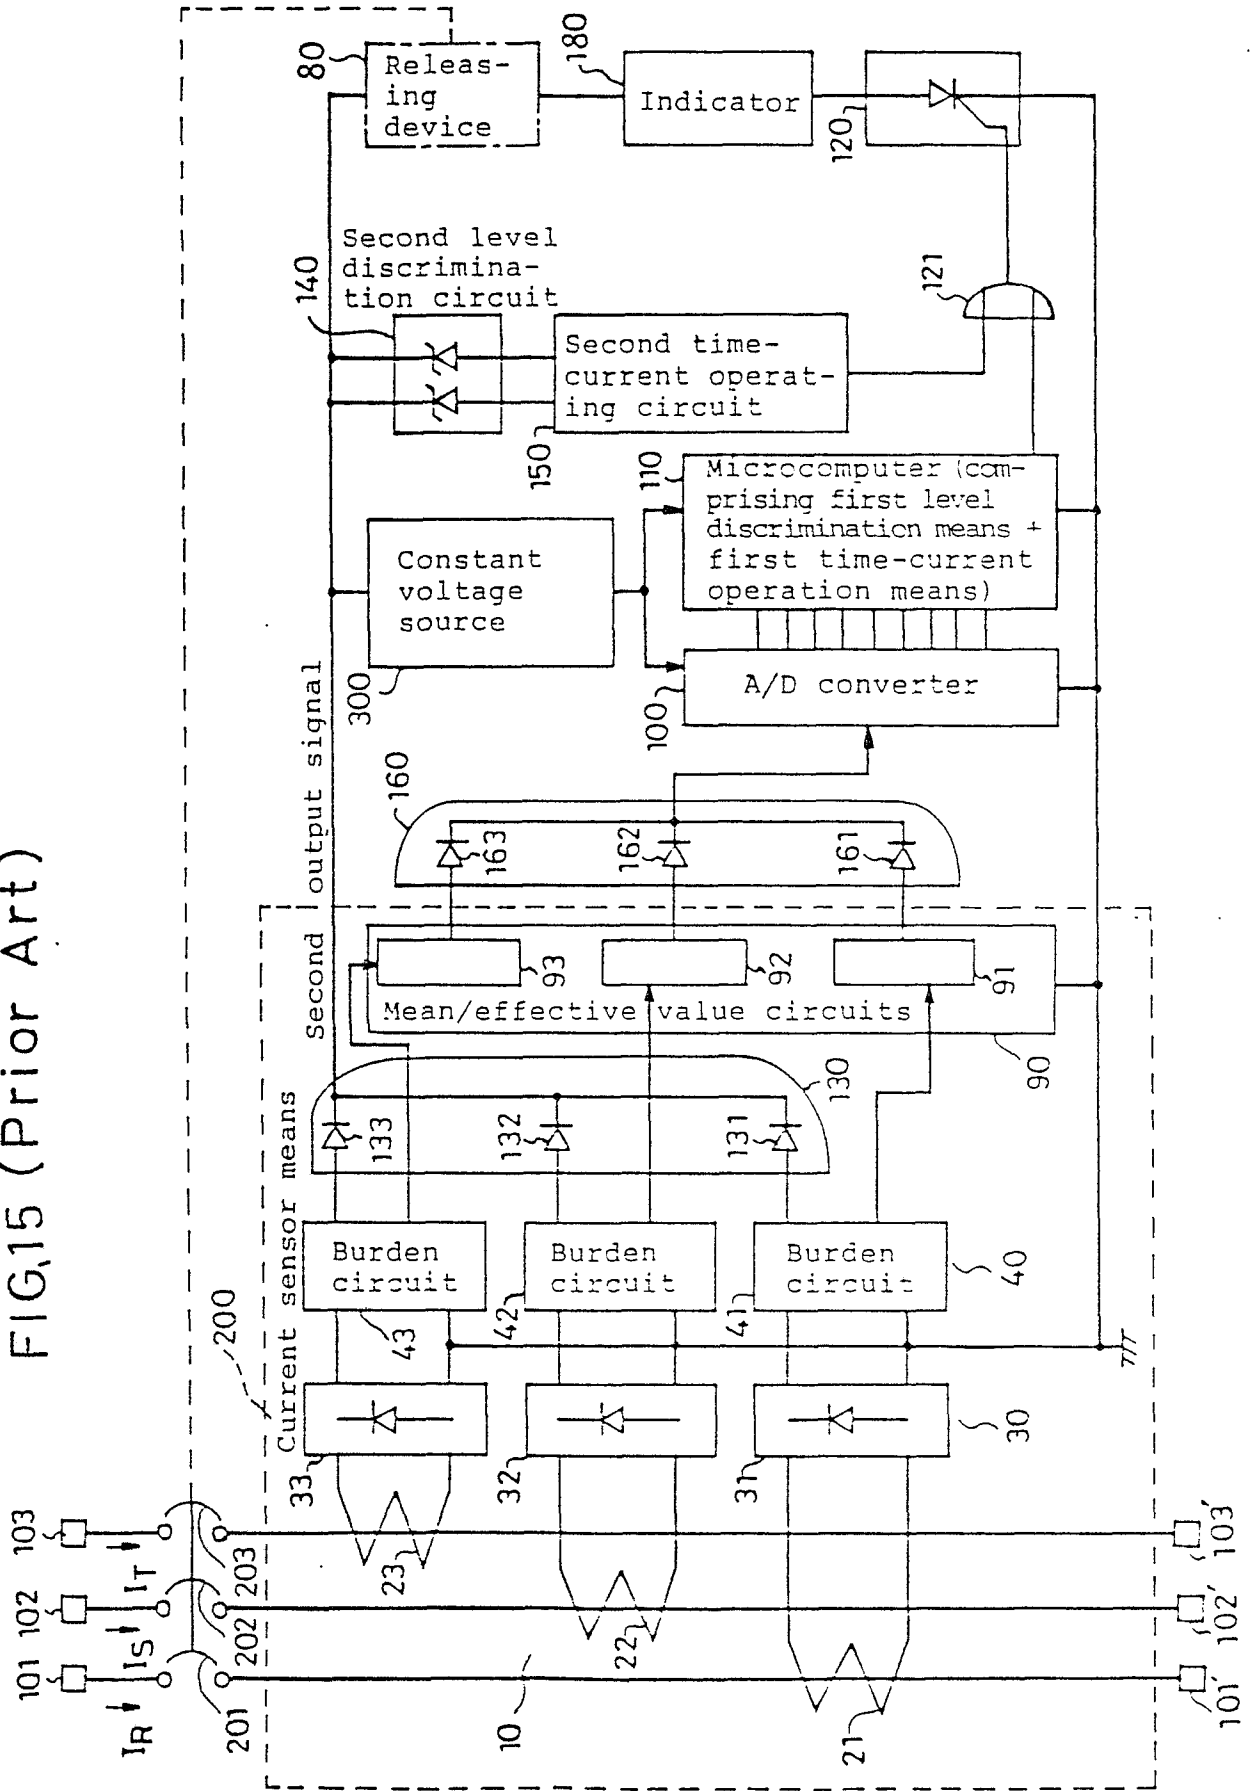 FIG.15 (Prior Art)
80
Releas-
ing
device
180
Indicator
120
Second level
discrimina-
tion circuit
140
Second time-
current operat-
ing circuit
150
121
110
Microcomputer (com-
prising first level
discrimination means +
first time-current
operation means)
Constant
voltage
source
300
A/D converter
100
Second output signal
160
163
162
161
93
92
91
Mean/effective value circuits
90
130
133
132
131
Current sensor means
200
Burden
circuit
43
Burden
circuit
42
Burden
circuit
41
40
33
32
31
30
23
22
21
10
103
102
101
IT
IS
IR
203
202
201
103'
102'
101'